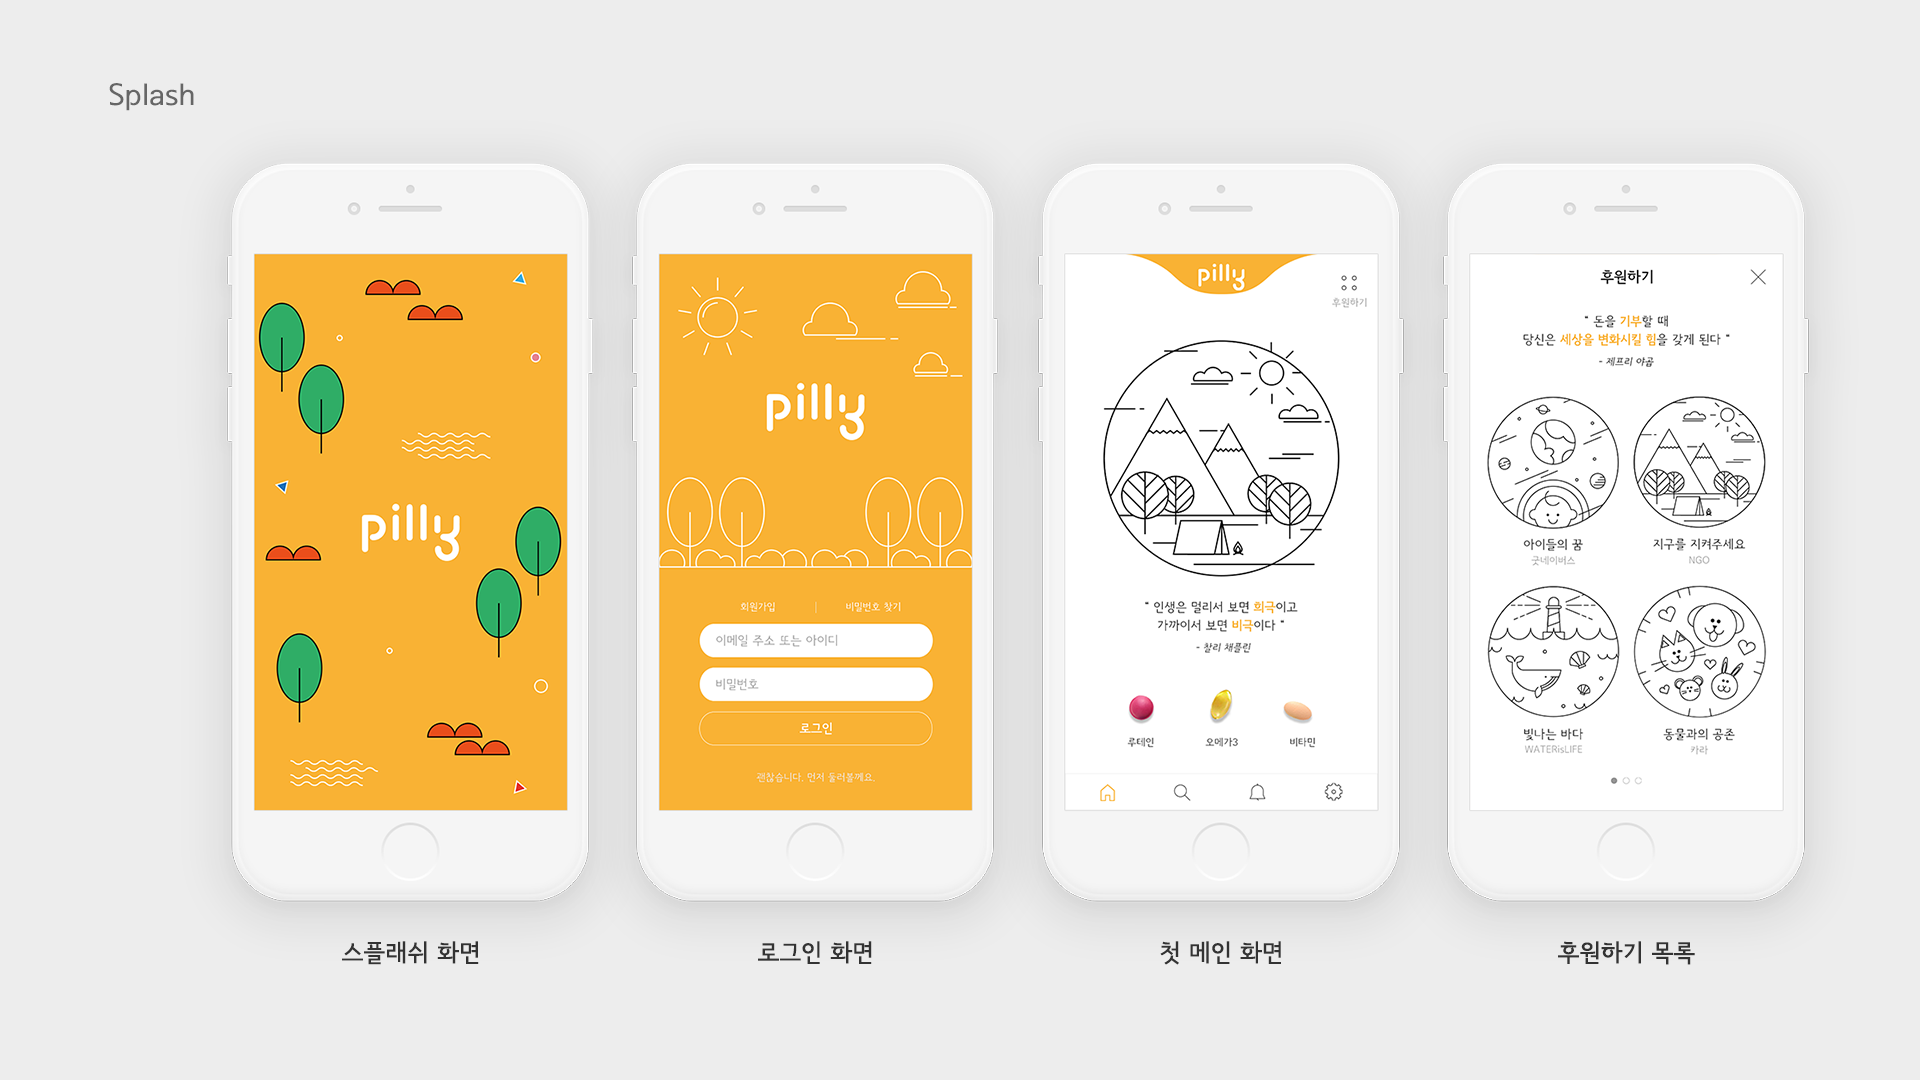 Splash
pilly
스플래쉬 화면
pilly
회원가입 | 비밀번호 찾기
이메일 주소 또는 아이디
비밀번호
로그인
괜찮습니다. 먼저 둘러볼께요.
로그인 화면
pilly
후원하기
“ 인생은 멀리서 보면 희극이고
가까이서 보면 비극이다 ”
- 찰리 채플린
루테인
오메가3
비타민
첫 메인 화면
후원하기
“ 돈을 기부할 때
당신은 세상을 변화시킬 힘을 갖게 된다 ”
- 제프리 야곱
아이들의 꿈
굿네이버스
지구를 지켜주세요
NGO
빛나는 바다
WATERisLIFE
동물과의 공존
카라
후원하기 목록